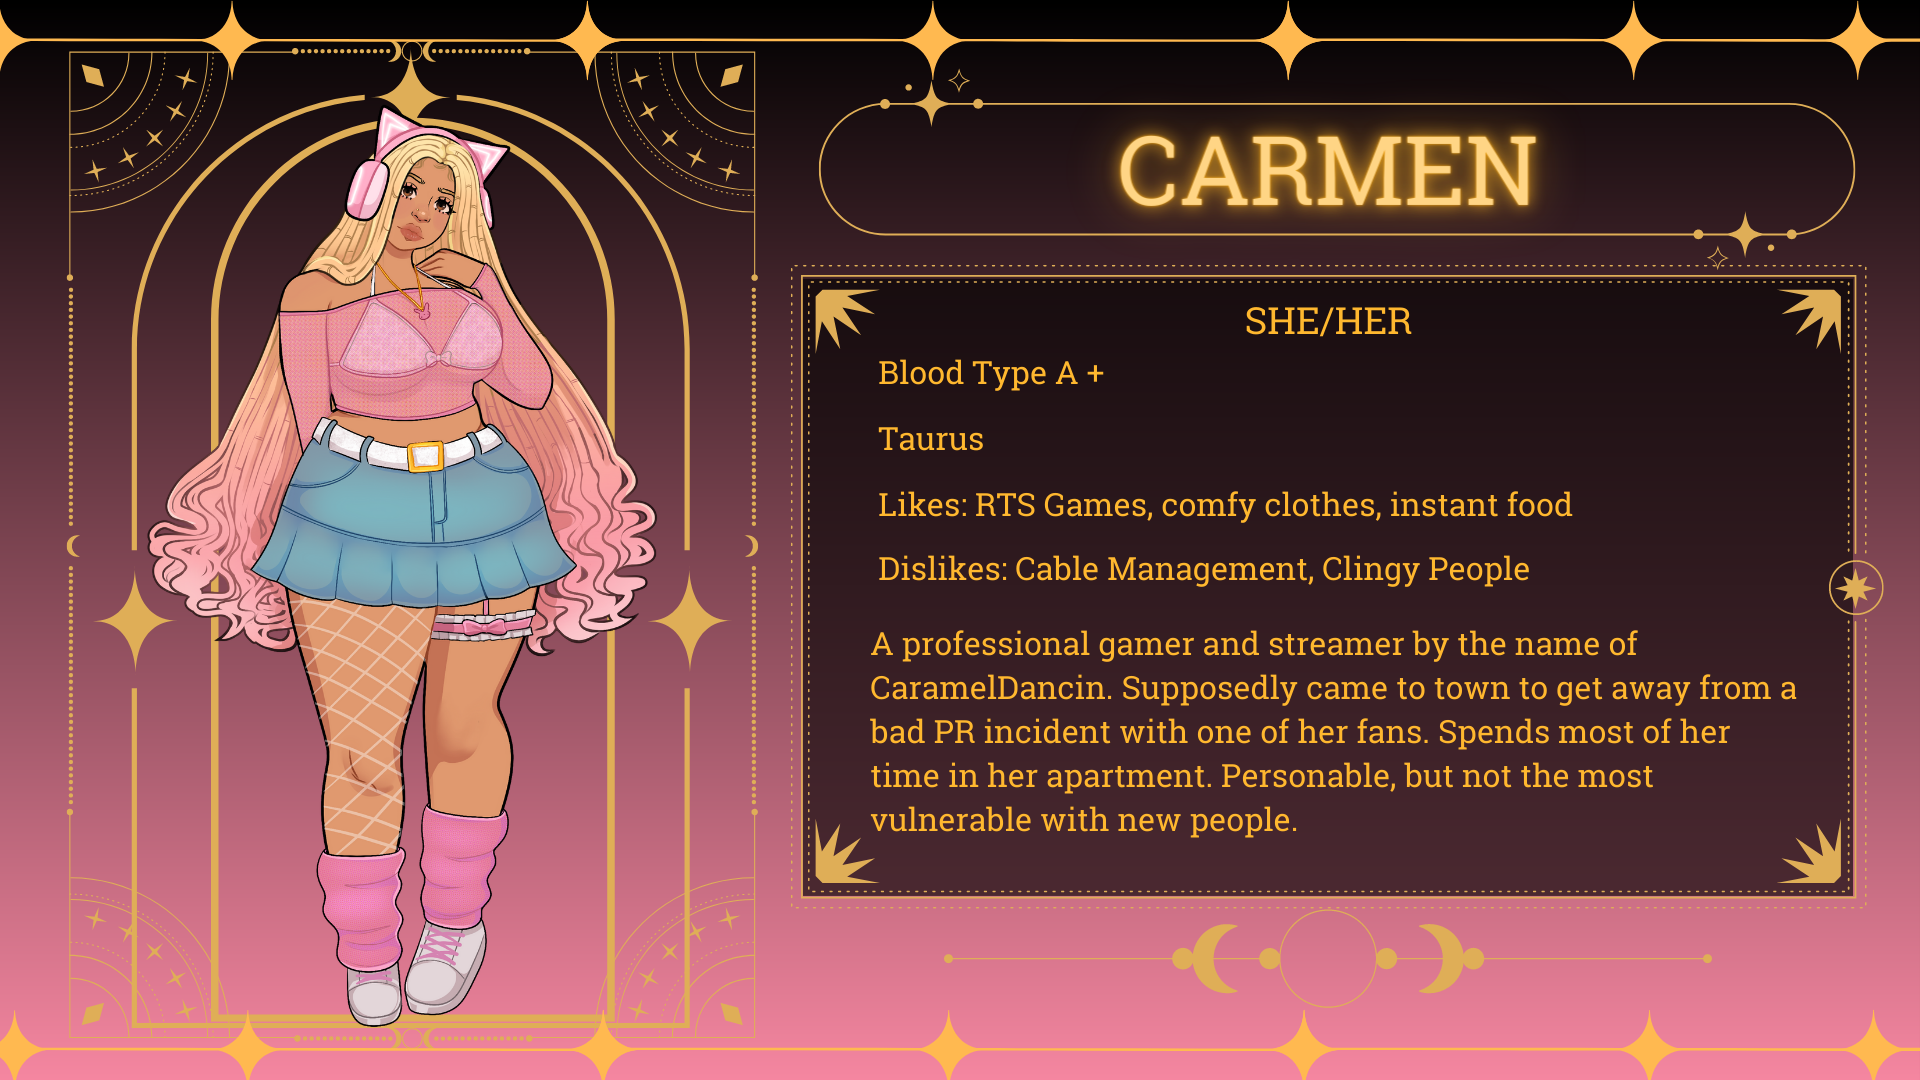 CARMEN
SHE/HER
Blood Type A +
Taurus
Likes: RTS Games, comfy clothes, instant food
Dislikes: Cable Management, Clingy People
A professional gamer and streamer by the name of
CaramelDancin. Supposedly came to town to get away from a
bad PR incident with one of her fans. Spends most of her
time in her apartment. Personable, but not the most
vulnerable with new people.